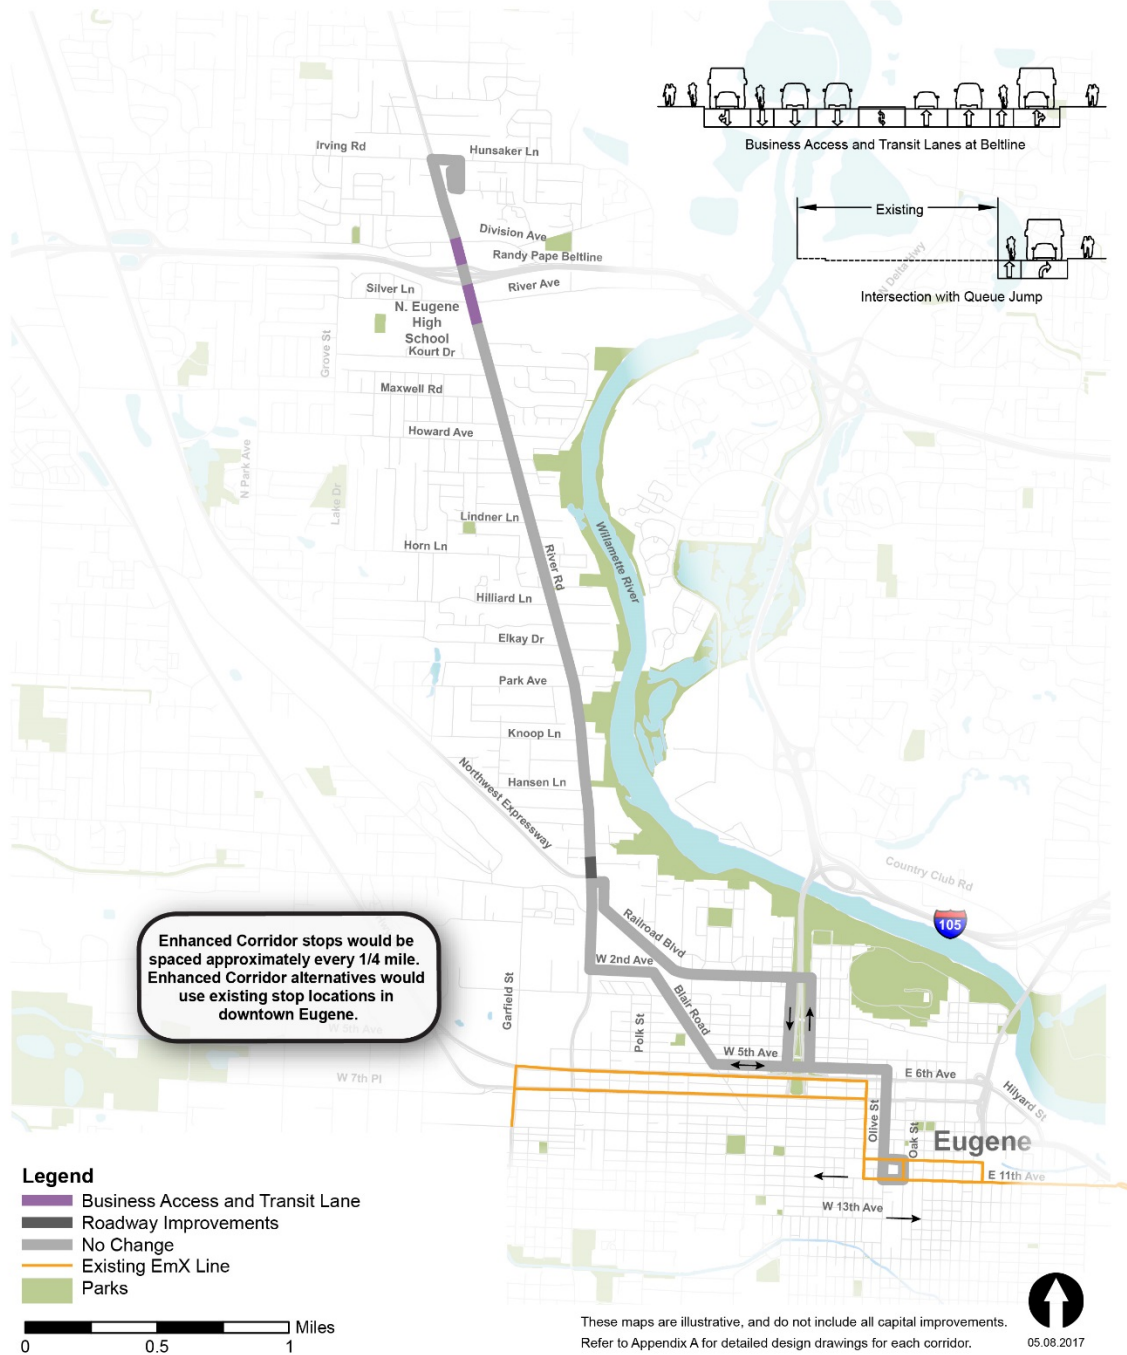 Business Access and Transit Lanes at Beltline
Existing
Intersection with Queue Jump
Irving Rd
Hunsaker Ln
Division Ave
Randy Pape Beltline
Silver Ln
River Ave
N Delta Hwy
N. Eugene
High
School
Kourt Dr
Grove St
Maxwell Rd
Howard Ave
N Park Ave
Lake Dr
Lindner Ln
Horn Ln
River Rd
Willamette River
Hilliard Ln
Elkay Dr
Park Ave
Knoop Ln
Hansen Ln
Northwest Expressway
Country Club Rd
105
Railroad Blvd
Enhanced Corridor stops would be
spaced approximately every 1/4 mile.
Enhanced Corridor alternatives would
use existing stop locations in
downtown Eugene.
W 2nd Ave
Garfield St
Blair Road
Polk St
W 5th Ave
W 5th Ave
E 6th Ave
W 7th Pl
Hilyard St
Olive St
Oak St
Eugene
E 11th Ave
W 13th Ave
Legend
Business Access and Transit Lane
Roadway Improvements
No Change
Existing EmX Line
Parks
Miles
0 0.5 1
These maps are illustrative, and do not include all capital improvements.
Refer to Appendix A for detailed design drawings for each corridor.
05.08.2017